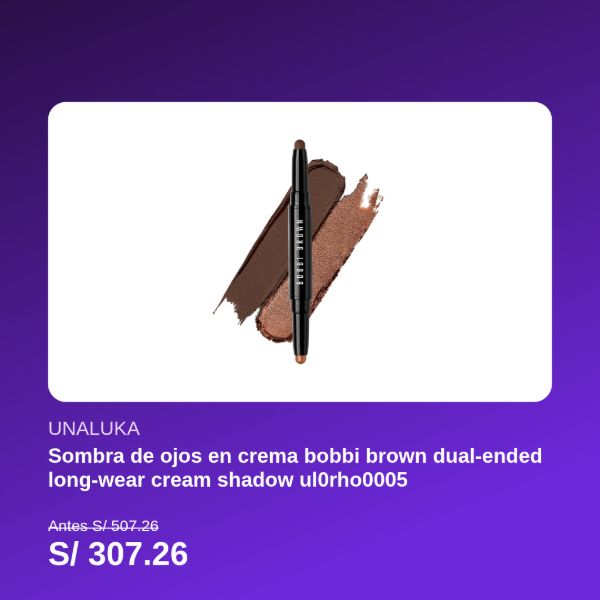 BOBBI BROWN
UNALUKA
Sombra de ojos en crema bobbi brown dual-ended
long-wear cream shadow ul0rho0005
Antes S/ 507.26
S/ 307.26